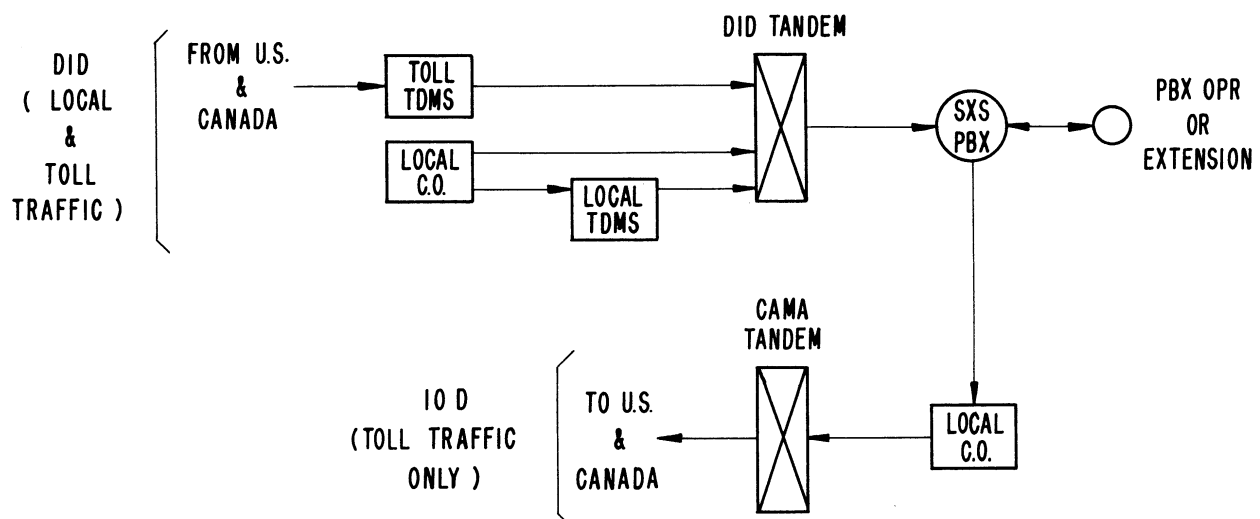 DID
( LOCAL
&
TOLL
TRAFFIC )
FROM U.S.
&
CANADA
TOLL
TDMS
LOCAL
C.O.
LOCAL
TDMS
DID TANDEM
SXS
PBX
PBX OPR
OR
EXTENSION
CAMA
TANDEM
10 D
(TOLL TRAFFIC
ONLY )
TO U.S.
&
CANADA
LOCAL
C.O.